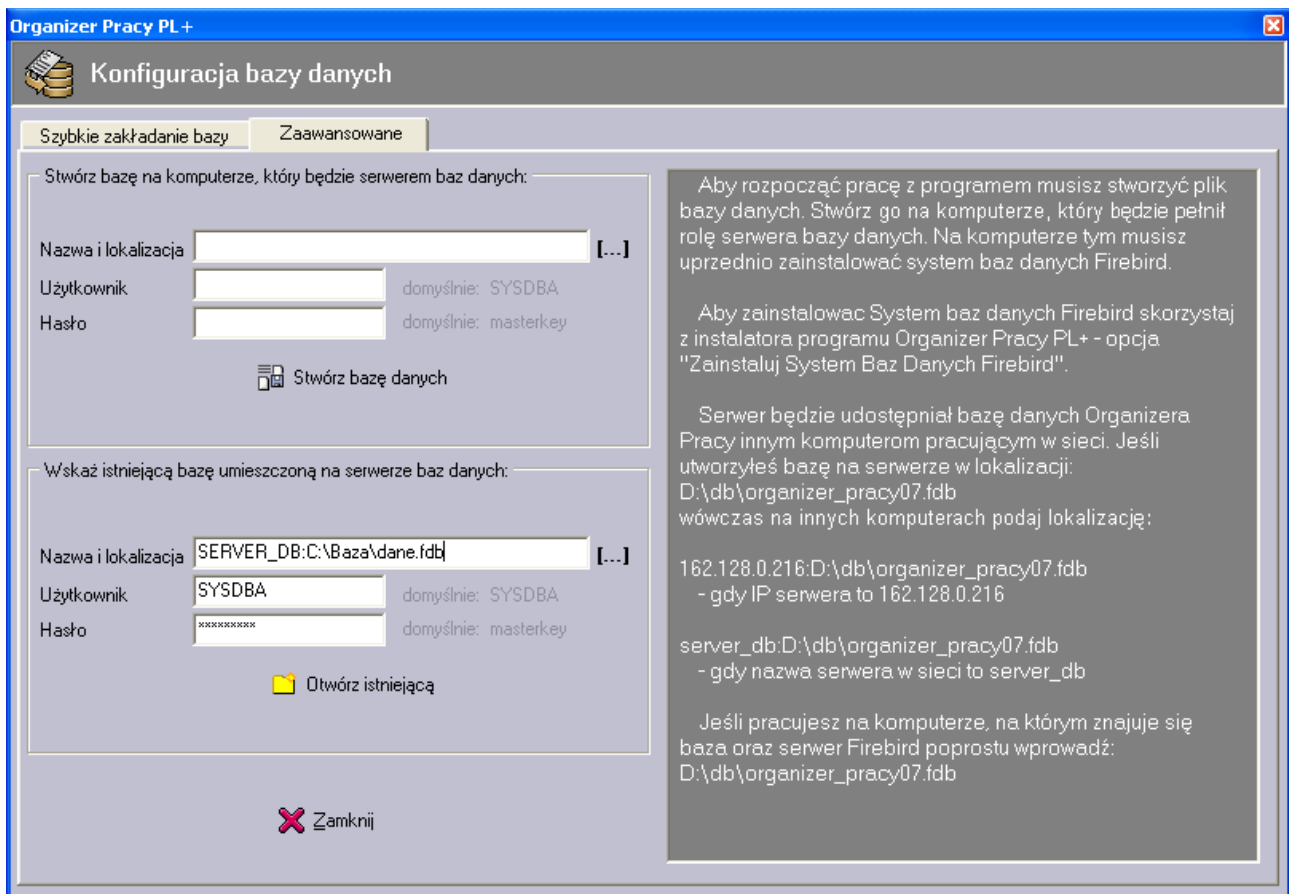 Organizer Pracy PL+
Konfiguracja bazy danych
Szybkie zakładanie bazy
Zaawansowane
Stwórz bazę na komputerze, który będzie serwerem baz danych:
Nazwa i lokalizacja
[...]
Użytkownik
domyślnie: SYSDBA
Hasło
domyślnie: masterkey
Stwórz bazę danych
Wskaż istniejącą bazę umieszczoną na serwerze baz danych:
Nazwa i lokalizacja SERVER_DB:C:\Baza\dane.fdb [...]
Użytkownik SYSDBA domyślnie: SYSDBA
Hasło ********* domyślnie: masterkey
Otwórz istniejącą
Zamknij
Aby rozpocząć pracę z programem musisz stworzyć plik
bazy danych. Stwórz go na komputerze, który będzie pełnił
rolę serwera bazy danych. Na komputerze tym musisz
uprzednio zainstalować system baz danych Firebird.
Aby zainstalowac System baz danych Firebird skorzystaj
z instalatora programu Organizer Pracy PL+ - opcja
"Zainstaluj System Baz Danych Firebird".
Serwer będzie udostępniał bazę danych Organizera
Pracy innym komputerom pracującym w sieci. Jeśli
utworzyłeś bazę na serwerze w lokalizacji:
D:\db\organizer_pracy07.fdb
wówczas na innych komputerach podaj lokalizację:
162.128.0.216:D:\db\organizer_pracy07.fdb
- gdy IP serwera to 162.128.0.216
server_db:D:\db\organizer_pracy07.fdb
- gdy nazwa serwera w sieci to server_db
Jeśli pracujesz na komputerze, na którym znajuje się
baza oraz serwer Firebird poprostu wprowadź:
D:\db\organizer_pracy07.fdb